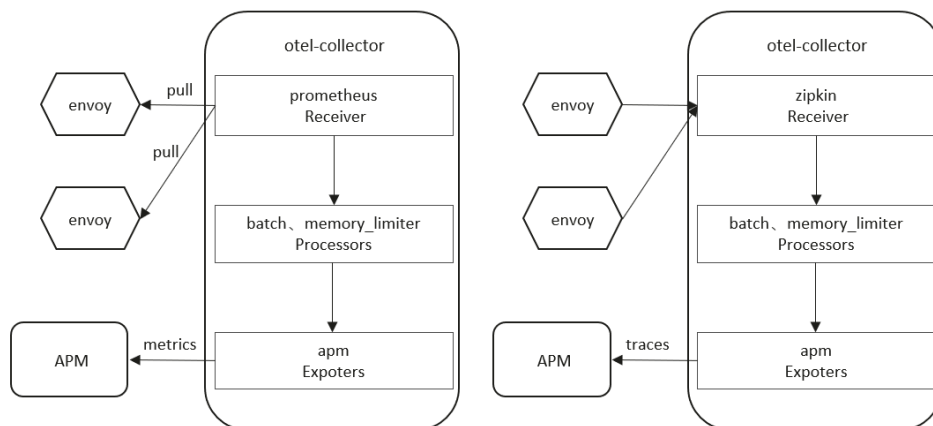 otel-collector
envoy
pull
prometheus
Receiver
pull
envoy
batch、memory_limiter
Processors
APM
metrics
apm
Expoters
otel-collector
envoy
zipkin
Receiver
envoy
batch、memory_limiter
Processors
APM
traces
apm
Expoters